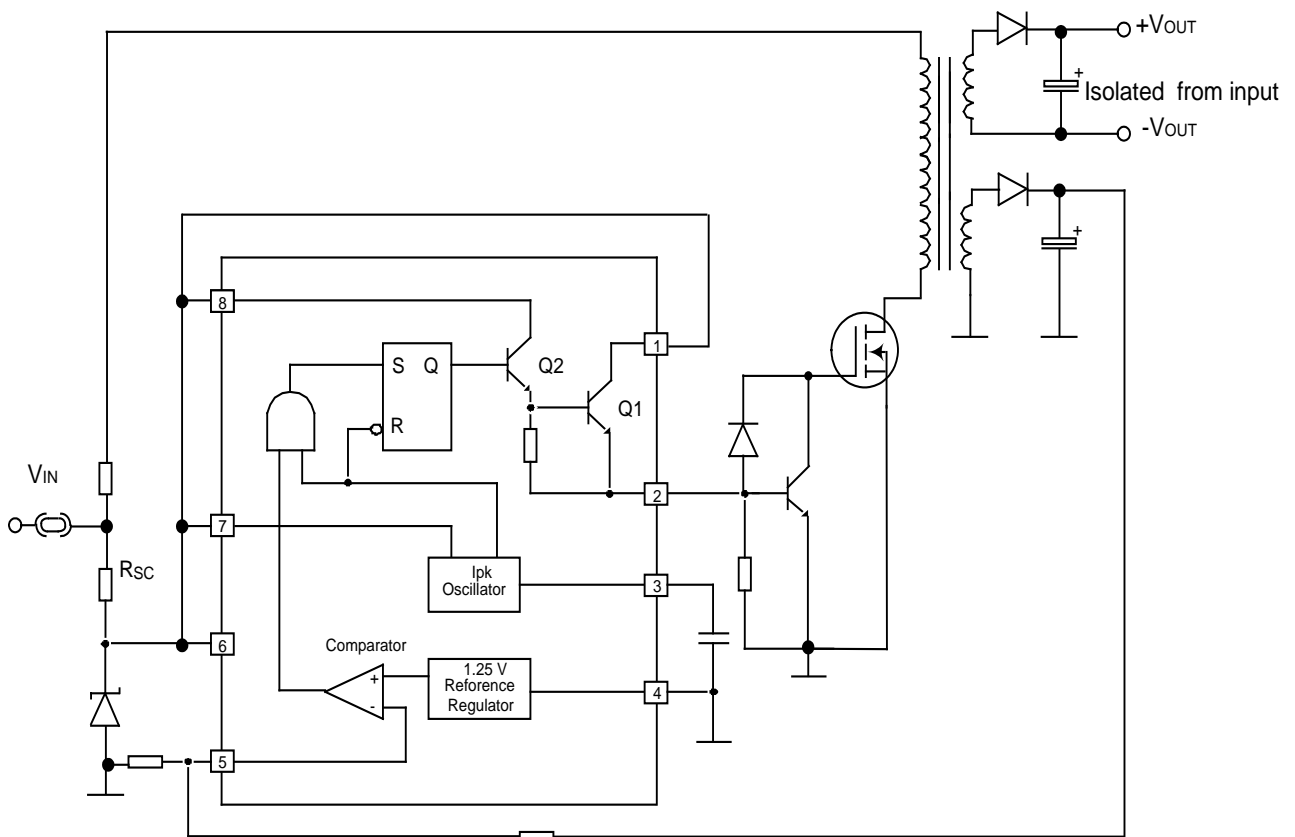 +VOUT
+
Isolated from input
-VOUT
+
8
1
S Q
Q2
Q1
R
VIN
2
7
RSC
Ipk
Oscillator
3
6
Comparator
+
-
1.25 V
Reforence
Regulator
4
5